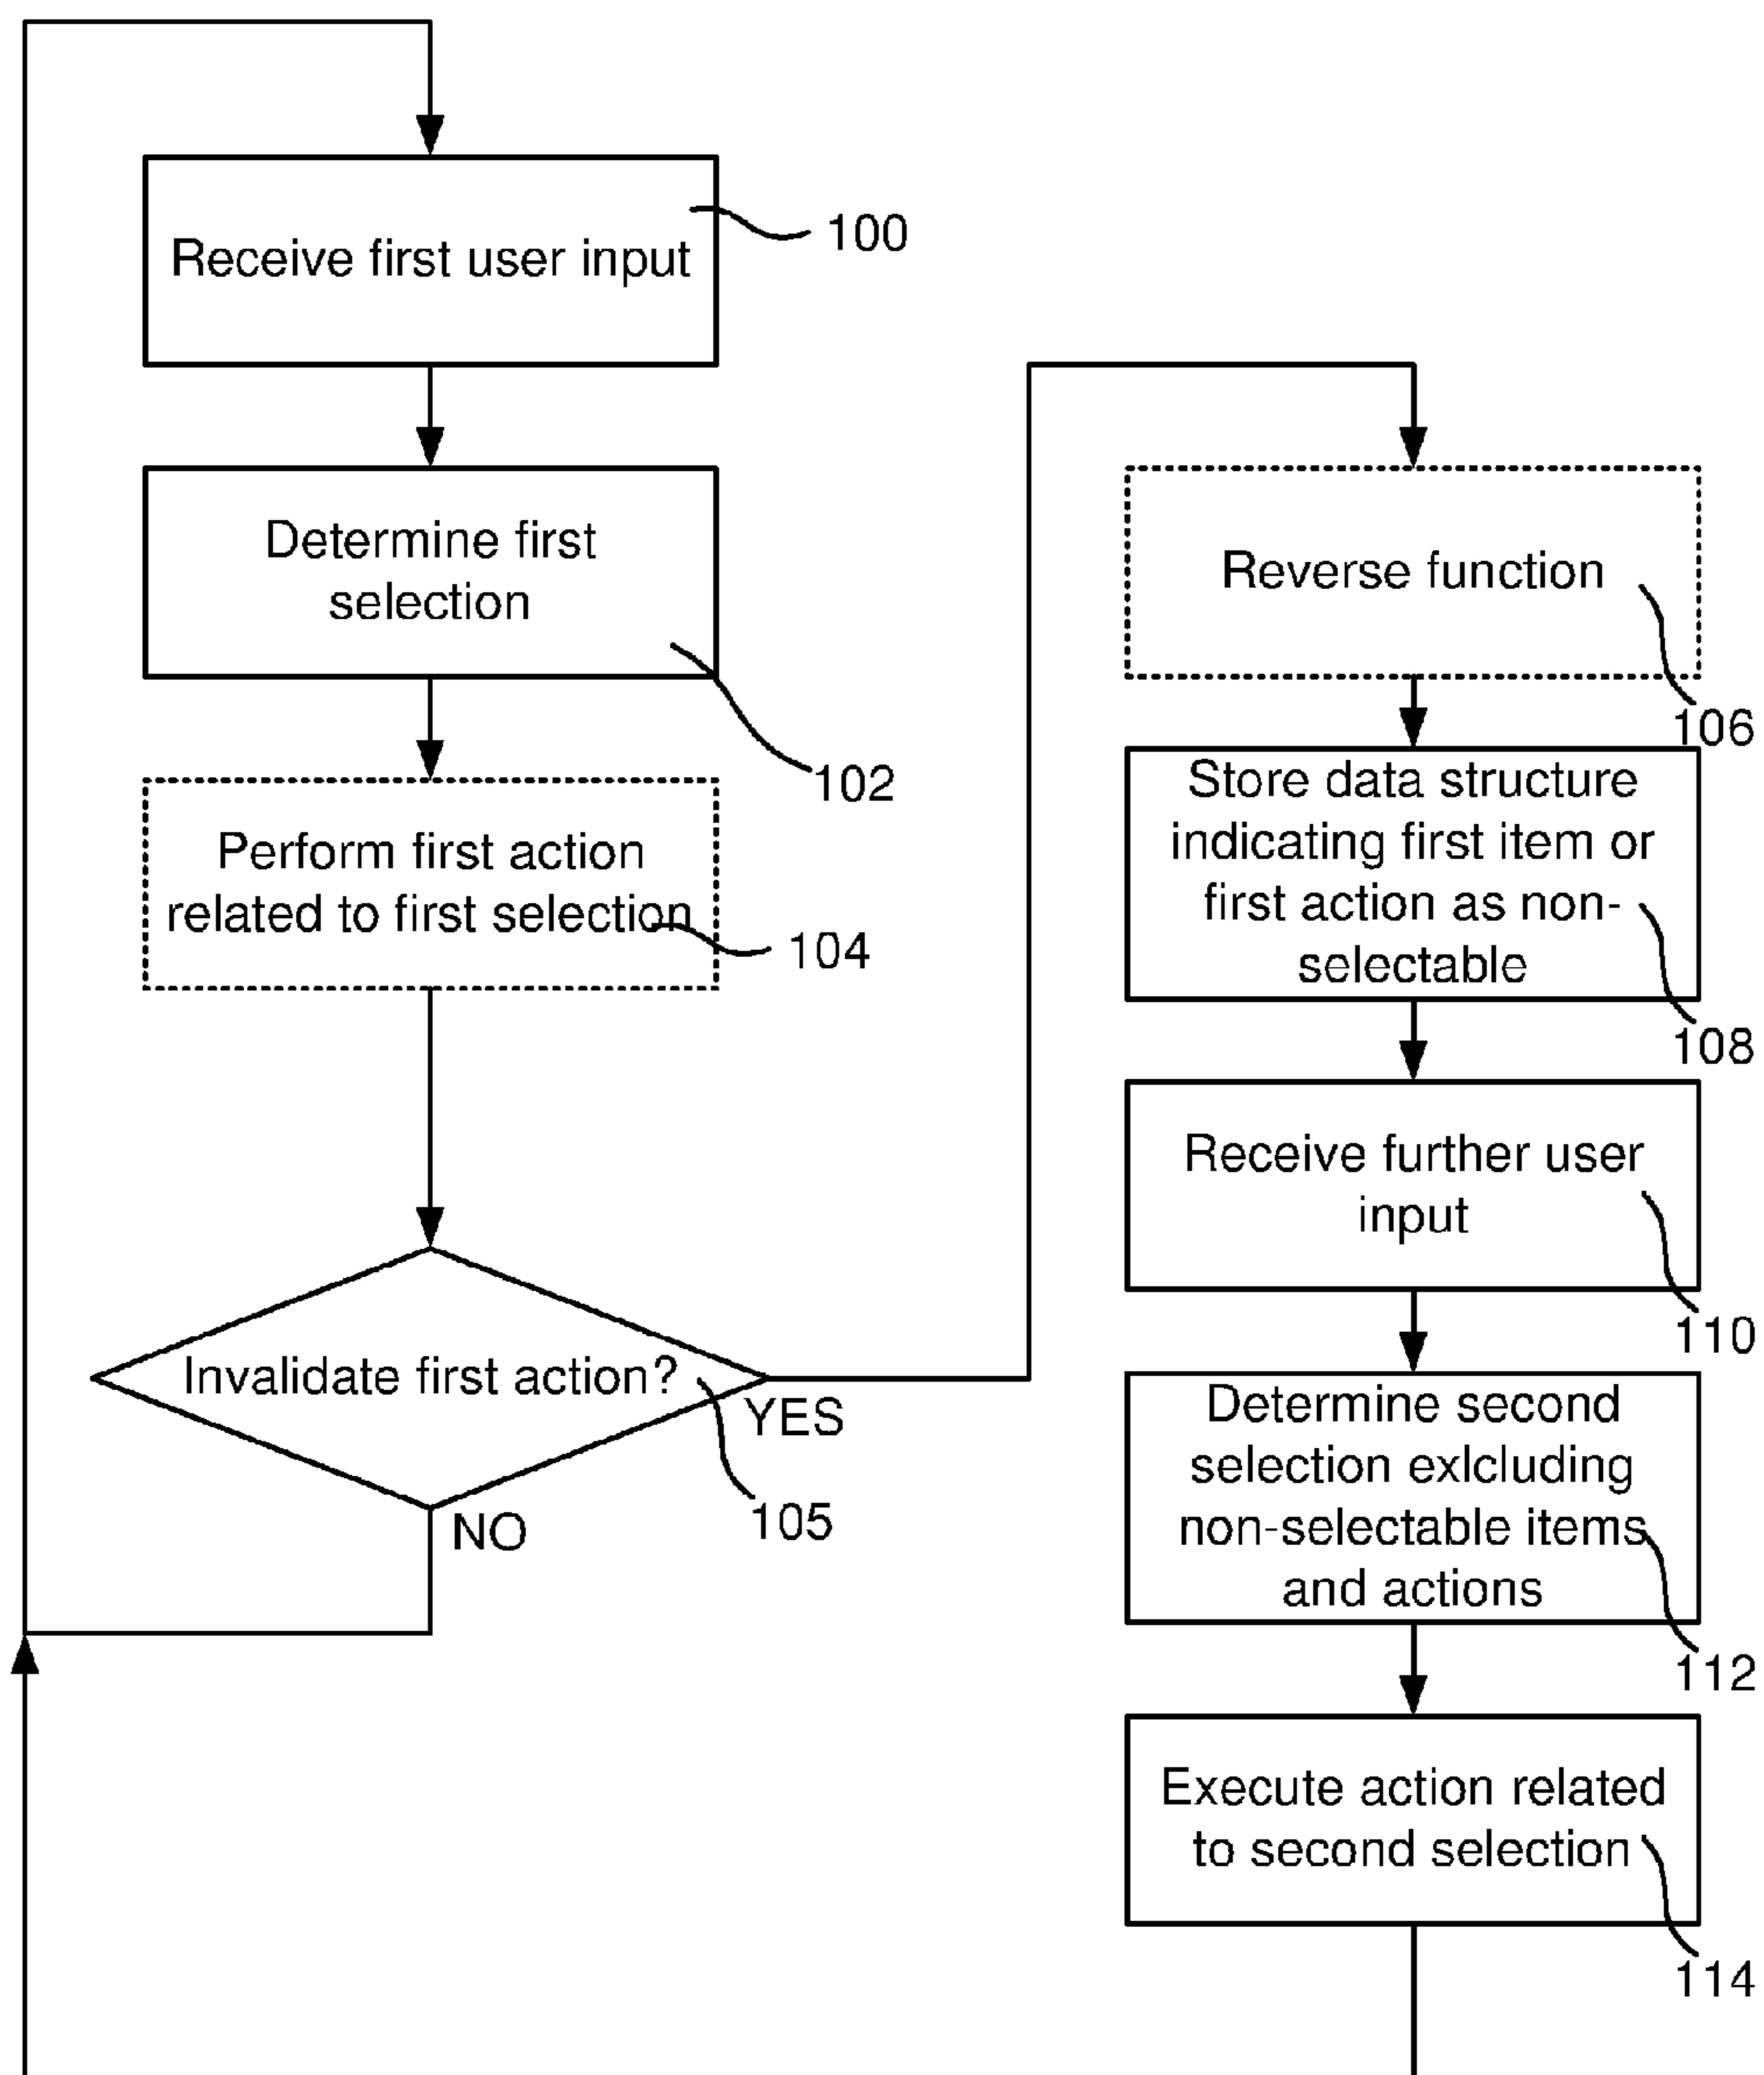 Receive first user input
100
Determine first
selection
102
Perform first action
related to first selection
104
Invalidate first action?
YES
105
NO
Reverse function
106
Store data structure
indicating first item or
first action as non-
selectable
108
Receive further user
input
110
Determine second
selection exlcluding
non-selectable items
and actions
112
Execute action related
to second selection
114